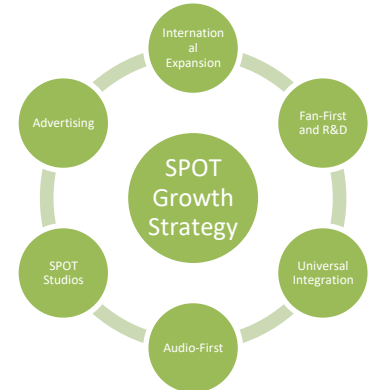 Internation
al
Expansion
Fan-First
and R&D
Universal
Integration
Audio-First
SPOT
Studios
Advertising
SPOT
Growth
Strategy